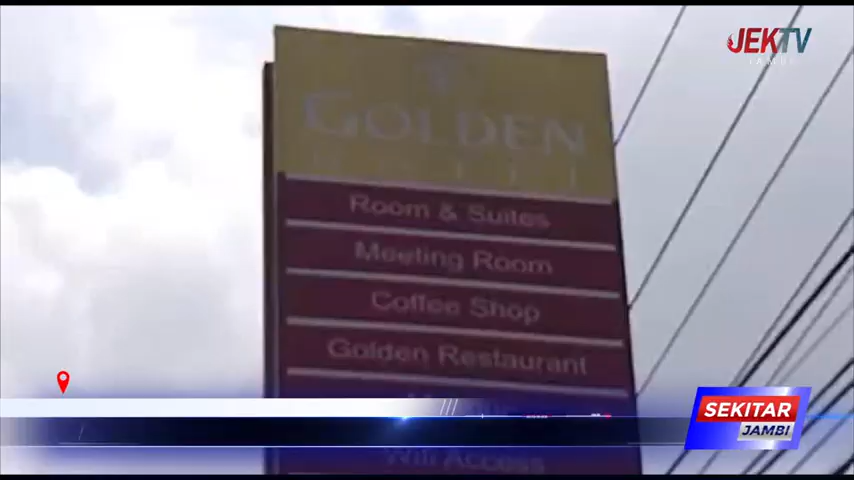 JEKTV
JAMBI
GOLDEN
Room & Suites
Meeting Room
Coffee Shop
Golden Restaurant
Wifi Access
SEKITAR
JAMBI